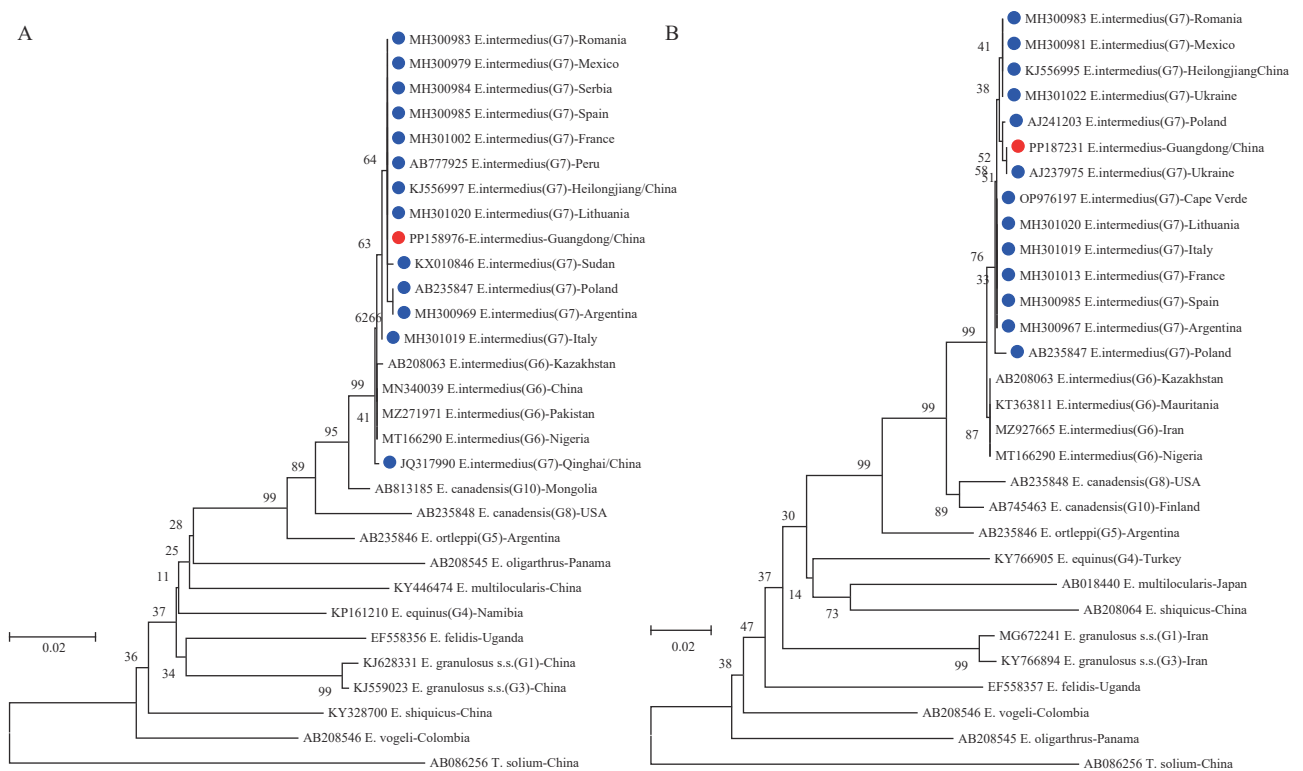 A
MH300983 E.intermedius(G7)-Romania
MH300979 E.intermedius(G7)-Mexico
MH300984 E.intermedius(G7)-Serbia
MH300985 E.intermedius(G7)-Spain
MH301002 E.intermedius(G7)-France
64
AB777925 E.intermedius(G7)-Peru
KJ556997 E.intermedius(G7)-Heilongjiang/China
MH301020 E.intermedius(G7)-Lithuania
PP158976-E.intermedius-Guangdong/China
63
KX010846 E.intermedius(G7)-Sudan
AB235847 E.intermedius(G7)-Poland
MH300969 E.intermedius(G7)-Argentina
6266
MH301019 E.intermedius(G7)-Italy
AB208063 E.intermedius(G6)-Kazakhstan
99
MN340039 E.intermedius(G6)-China
41
MZ271971 E.intermedius(G6)-Pakistan
95
MT166290 E.intermedius(G6)-Nigeria
JQ317990 E.intermedius(G7)-Qinghai/China
89
AB813185 E. canadensis(G10)-Mongolia
99
AB235848 E. canadensis(G8)-USA
28
AB235846 E. ortleppi(G5)-Argentina
25
AB208545 E. oligarthrus-Panama
11
KY446474 E. multilocularis-China
37
KP161210 E. equinus(G4)-Namibia
0.02
EF558356 E. felidis-Uganda
36
34
KJ628331 E. granulosus s.s.(G1)-China
99
KJ559023 E. granulosus s.s.(G3)-China
KY328700 E. shiquicus-China
AB208546 E. vogeli-Colombia
AB086256 T. solium-China
B
MH300983 E.intermedius(G7)-Romania
41
MH300981 E.intermedius(G7)-Mexico
KJ556995 E.intermedius(G7)-HeilongjiangChina
38
MH301022 E.intermedius(G7)-Ukraine
AJ241203 E.intermedius(G7)-Poland
PP187231 E.intermedius-Guangdong/China
52
58
51
AJ237975 E.intermedius(G7)-Ukraine
OP976197 E.intermedius(G7)-Cape Verde
MH301020 E.intermedius(G7)-Lithuania
76
MH301019 E.intermedius(G7)-Italy
33
MH301013 E.intermedius(G7)-France
MH300985 E.intermedius(G7)-Spain
99
MH300967 E.intermedius(G7)-Argentina
AB235847 E.intermedius(G7)-Poland
AB208063 E.intermedius(G6)-Kazakhstan
99
KT363811 E.intermedius(G6)-Mauritania
87
MZ927665 E.intermedius(G6)-Iran
MT166290 E.intermedius(G6)-Nigeria
99
AB235848 E. canadensis(G8)-USA
89
AB745463 E. canadensis(G10)-Finland
30
AB235846 E. ortleppi(G5)-Argentina
KY766905 E. equinus(G4)-Turkey
37
14
AB018440 E. multilocularis-Japan
73
AB208064 E. shiquicus-China
0.02
47
MG672241 E. granulosus s.s.(G1)-Iran
99
KY766894 E. granulosus s.s.(G3)-Iran
38
EF558357 E. felidis-Uganda
AB208546 E. vogeli-Colombia
AB208545 E. oligarthrus-Panama
AB086256 T. solium-China